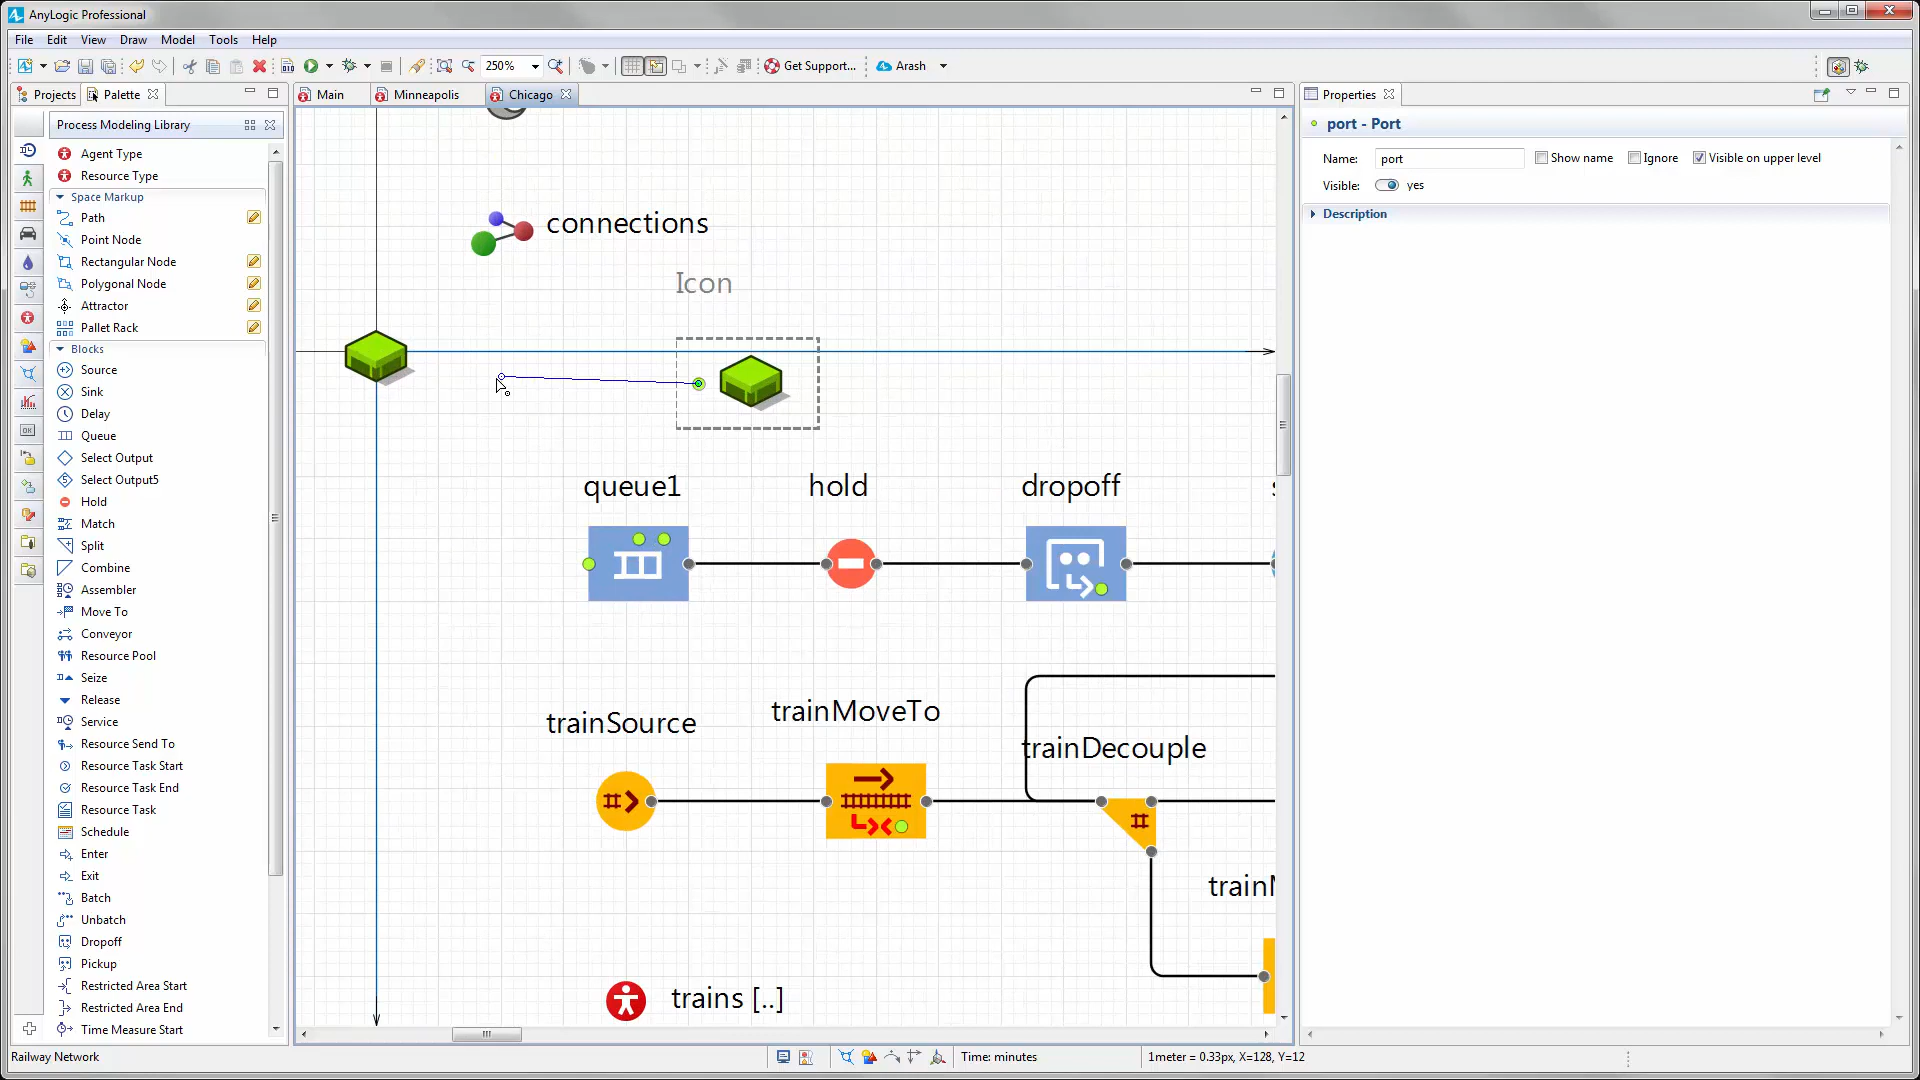 AnyLogic Professional
File Edit View Draw Model Tools Help
250% Get Support... Arash
Projects Palette
Main Minneapolis Chicago
Properties
Process Modeling Library
Agent Type
Resource Type
Space Markup
Path
Point Node
Rectangular Node
Polygonal Node
Attractor
Pallet Rack
Blocks
Source
Sink
Delay
Queue
Select Output
Select Output5
Hold
Match
Split
Combine
Assembler
Move To
Conveyor
Resource Pool
Seize
Release
Service
Resource Send To
Resource Task Start
Resource Task End
Resource Task
Schedule
Enter
Exit
Batch
Unbatch
Dropoff
Pickup
Restricted Area Start
Restricted Area End
Time Measure Start
connections
Icon
queue1 hold dropoff
trainSource trainMoveTo
trainDecouple
trains [..]
port - Port
Name: port Show name Ignore Visible on upper level
Visible: yes
Description
Railway Network
Time: minutes
1meter = 0.33px, X=128, Y=12